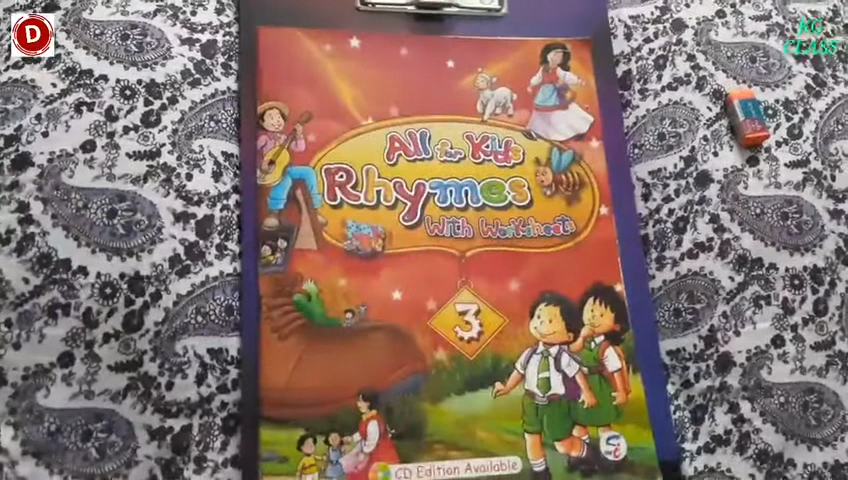 D
KG
CLASS
All for Kids
Rhymes
With Worksheets
3
CD Edition Available